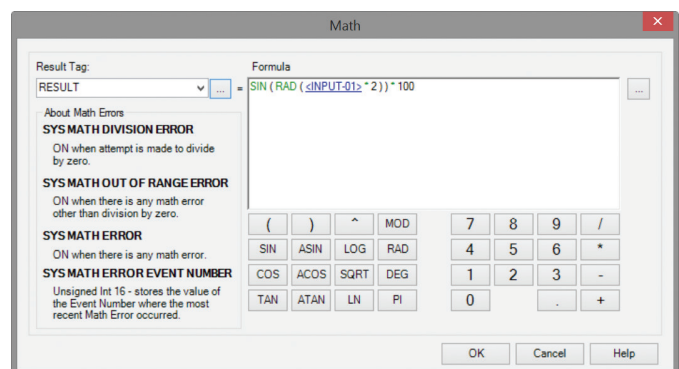 Math
×
Result Tag:
RESULT
...
=
Formula
SIN ( RAD ( <INPUT-01> * 2 ) ) * 100
...
About Math Errors
SYS MATH DIVISION ERROR
ON when attempt is made to divide
by zero.
SYS MATH OUT OF RANGE ERROR
ON when there is any math error
other than division by zero.
SYS MATH ERROR
ON when there is any math error.
SYS MATH ERROR EVENT NUMBER
Unsigned Int 16 - stores the value of
the Event Number where the most
recent Math Error occurred.
( ) ^ MOD 7 8 9 /
SIN ASIN LOG RAD 4 5 6 *
COS ACOS SQRT DEG 1 2 3 -
TAN ATAN LN PI 0 . +
OK Cancel Help